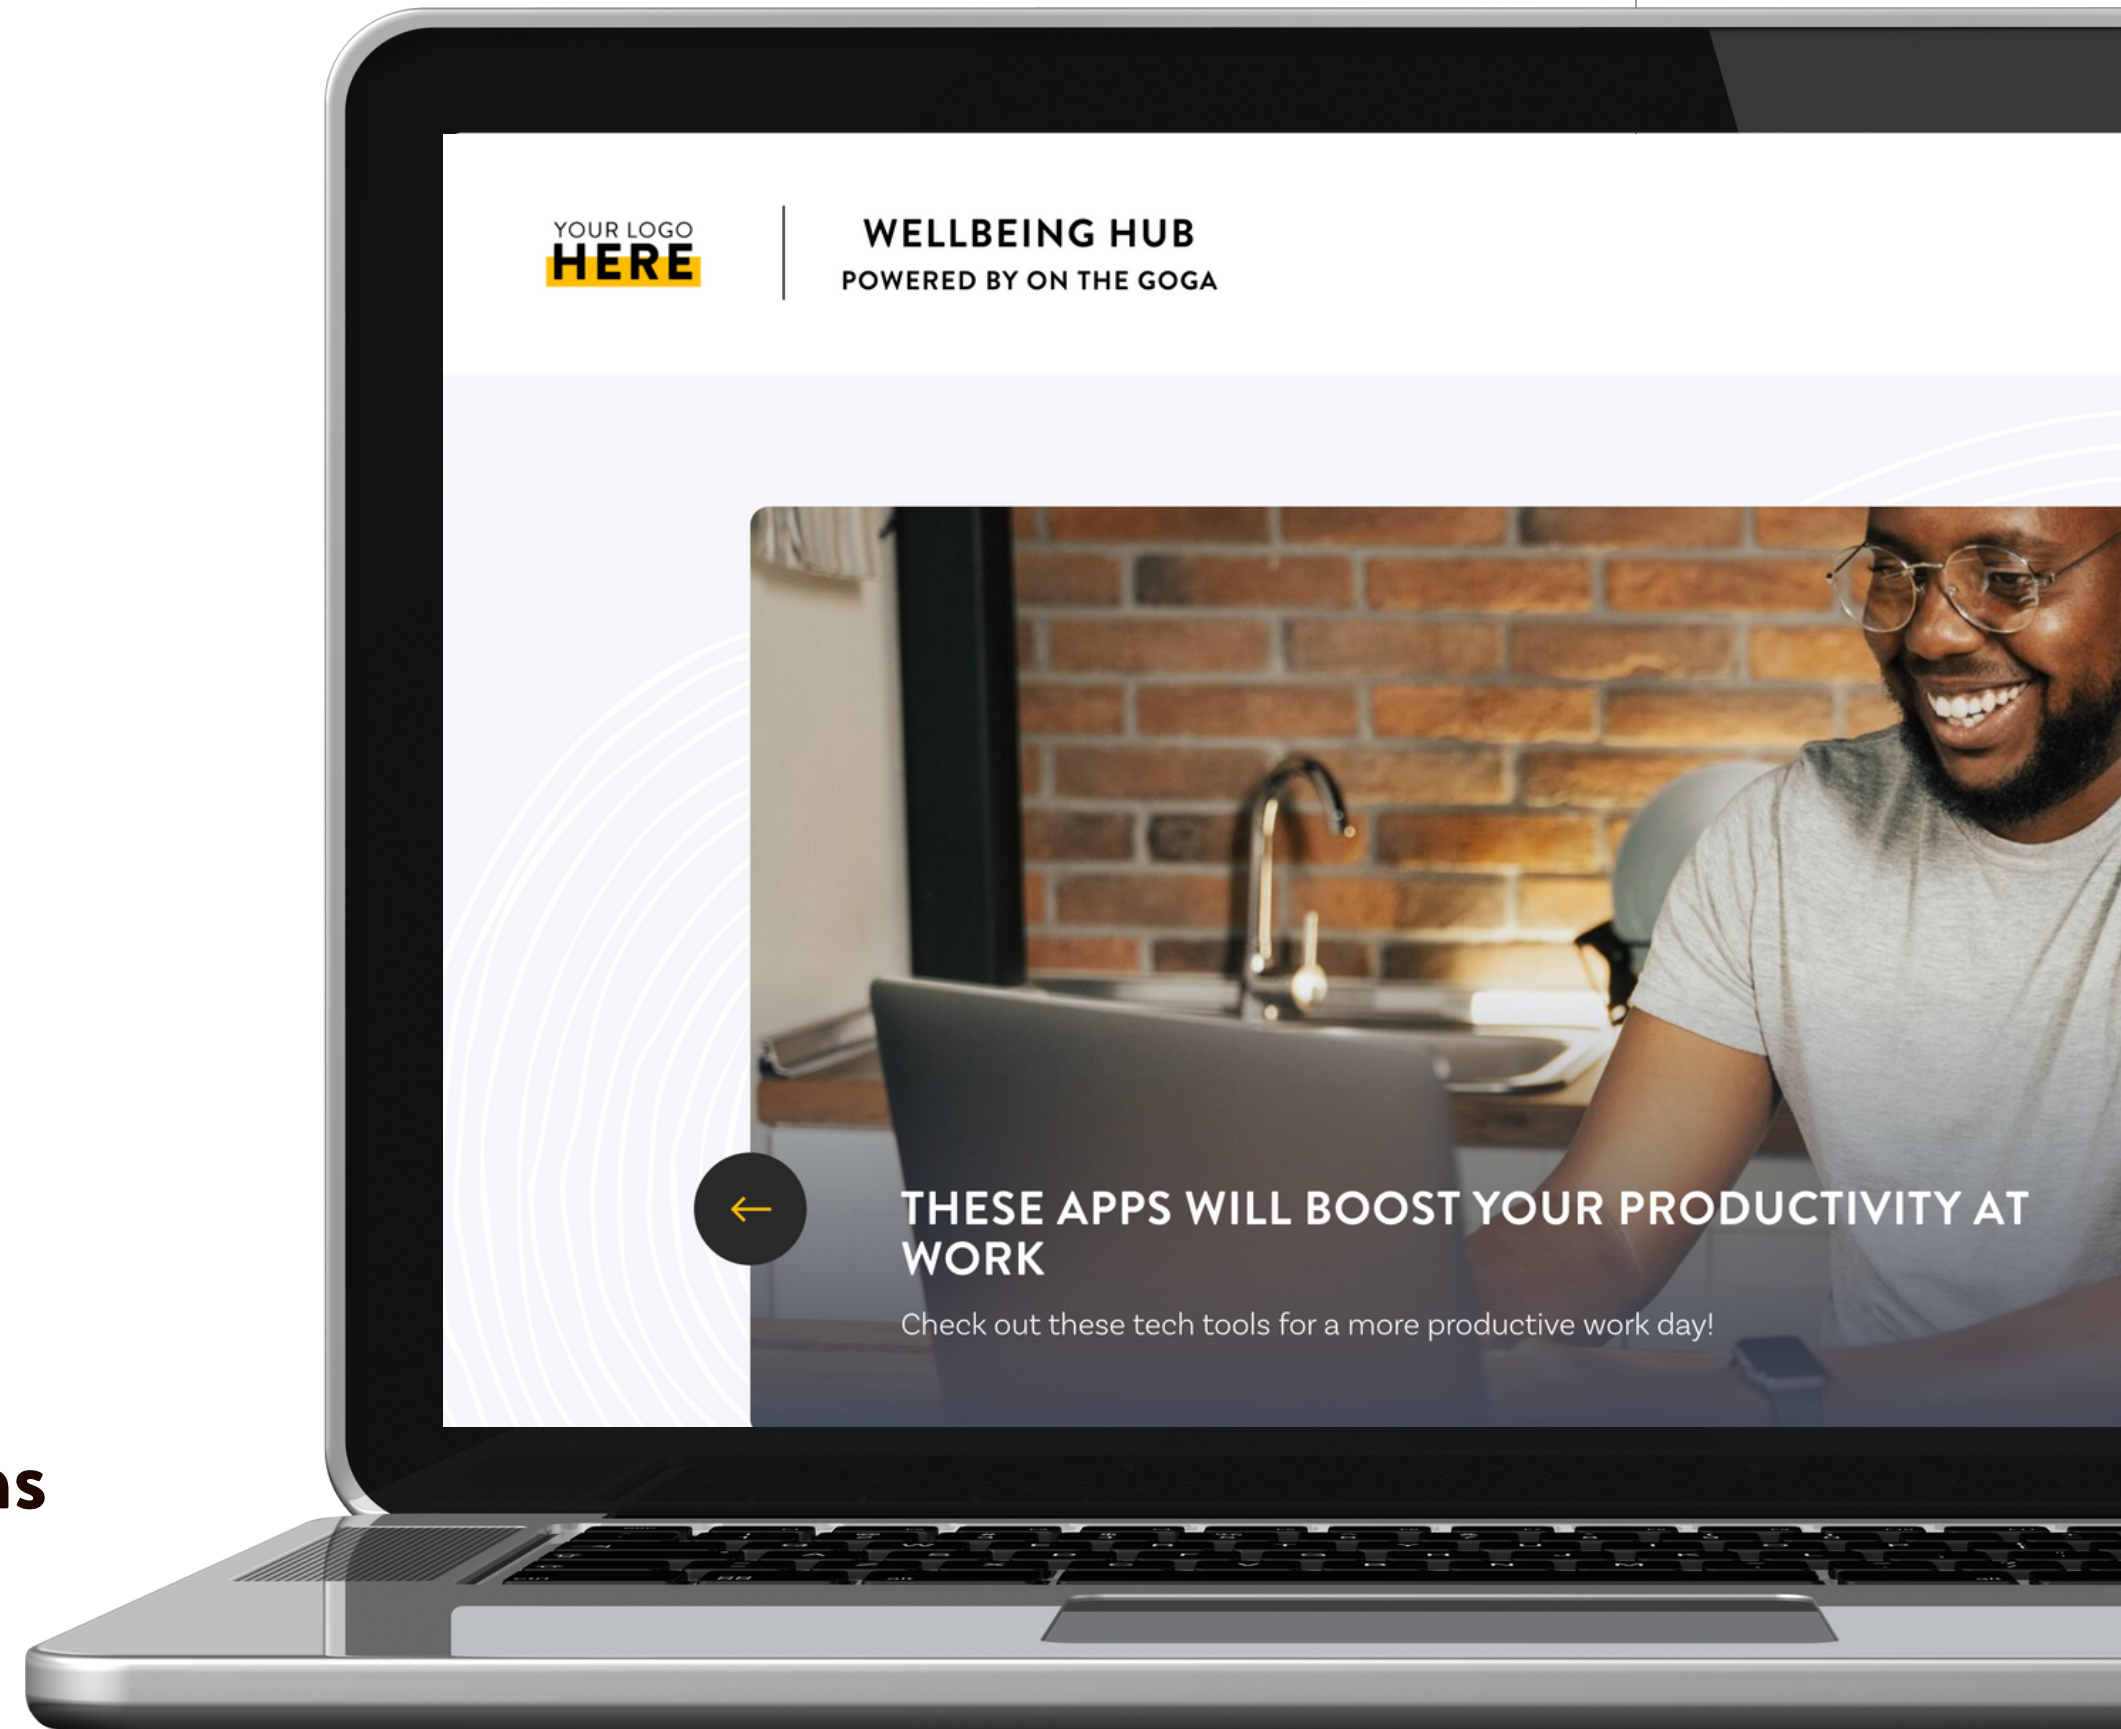 YOUR LOGO
HERE
WELLBEING HUB
POWERED BY ON THE GOGA
THESE APPS WILL BOOST YOUR PRODUCTIVITY AT
WORK
Check out these tech tools for a more productive work day!